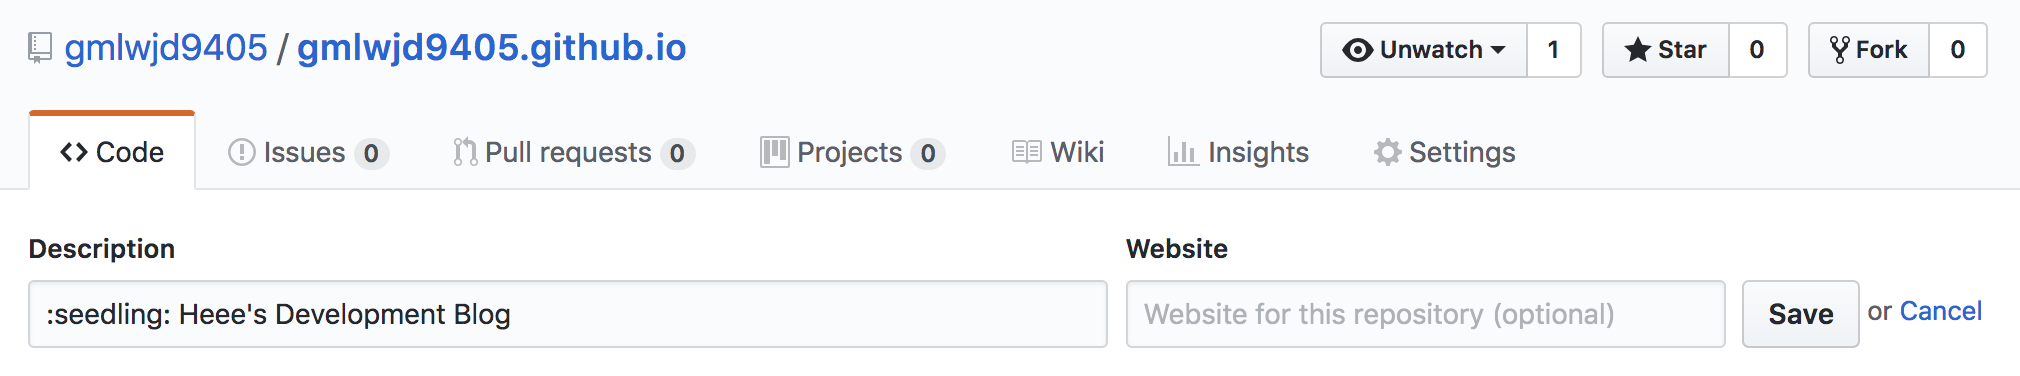 gmlwjd9405 / gmlwjd9405.github.io Unwatch 1 Star 0 Fork 0
Code Issues 0 Pull requests 0 Projects 0 Wiki Insights Settings
Description Website
:seedling: Heee's Development Blog Website for this repository (optional) Save or Cancel